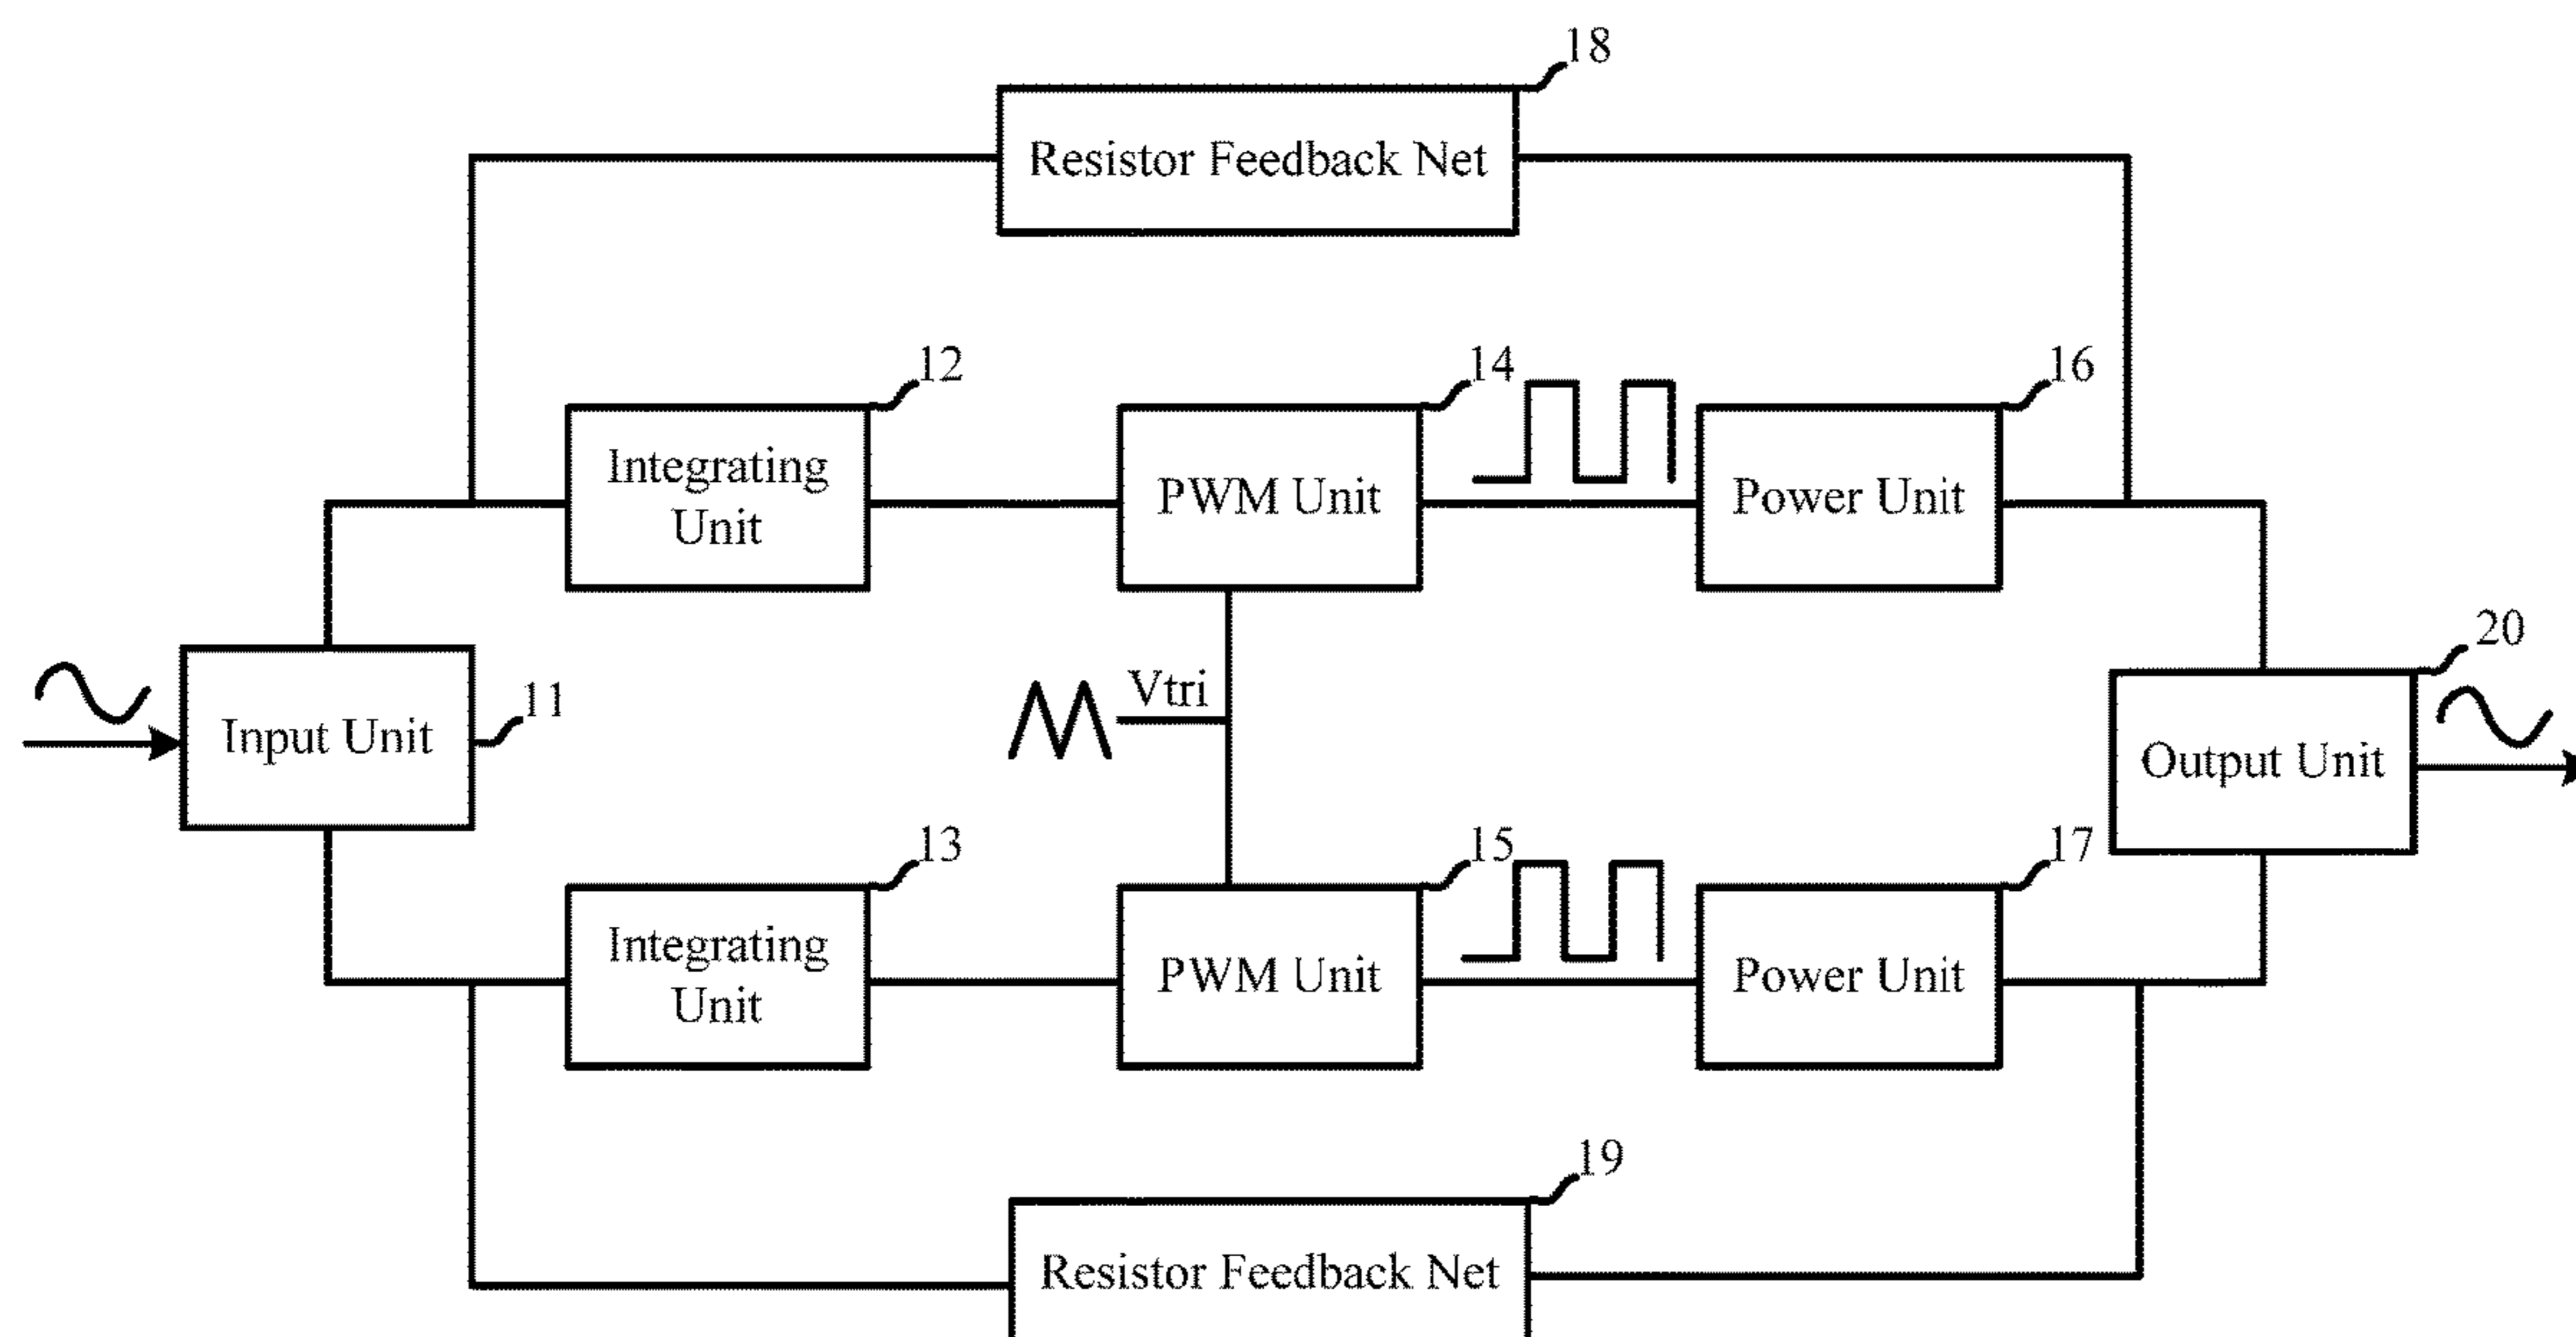 18
Resistor Feedback Net
12
14
16
Integrating
Unit
PWM Unit
Power Unit
20
Vtri
11
Input Unit
Output Unit
13
15
17
Integrating
Unit
PWM Unit
Power Unit
19
Resistor Feedback Net